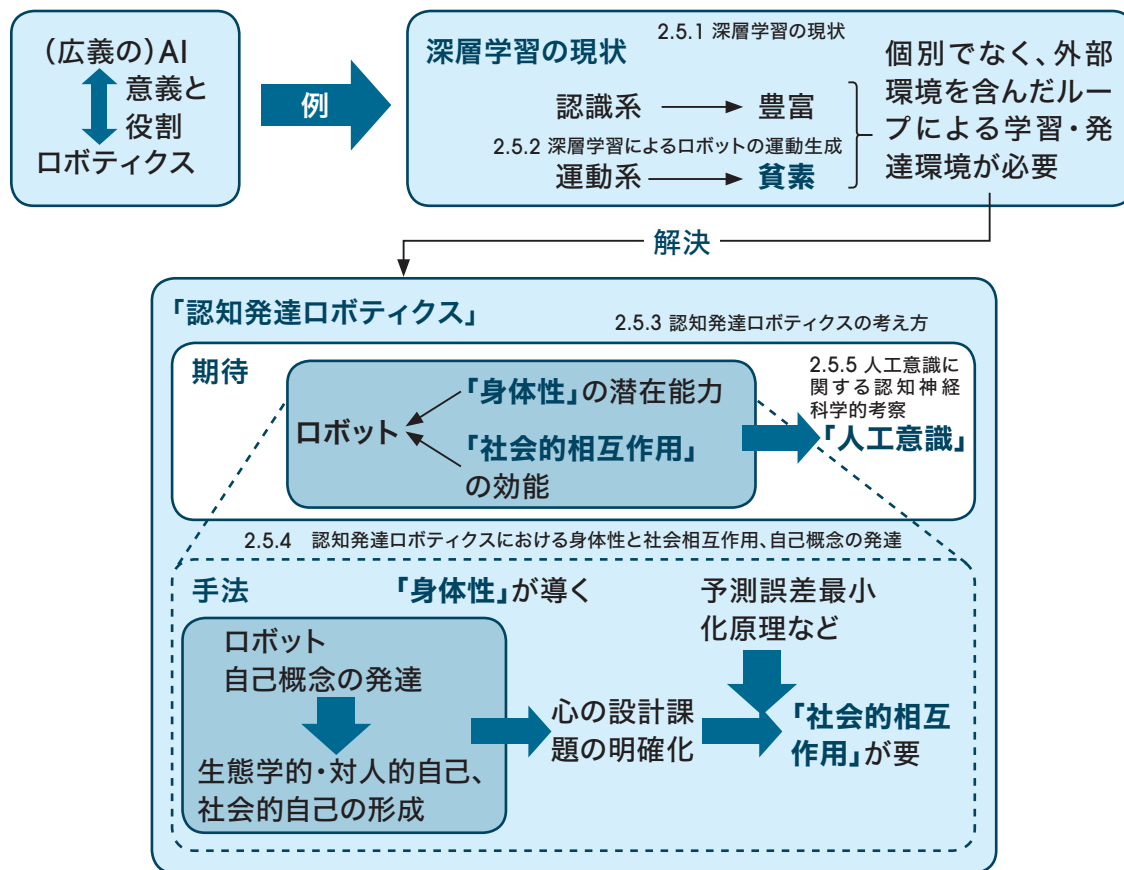 (広義の)AI
意義と
役割
ロボティクス
例
2.5.1 深層学習の現状
深層学習の現状
認識系
豊富
2.5.2 深層学習によるロボットの運動生成
運動系
貧素
個別でなく、外部
環境を含んだルー
プによる学習・発
達環境が必要
解決
「認知発達ロボティクス」
2.5.3 認知発達ロボティクスの考え方
期待
「身体性」の潜在能力
ロボット
「社会的相互作用」
の効能
2.5.5 人工意識に
関する認知神経
科学的考察
「人工意識」
2.5.4 認知発達ロボティクスにおける身体性と社会相互作用、自己概念の発達
手法
「身体性」が導く
ロボット
自己概念の発達
生態学的・対人的自己、
社会的自己の形成
心の設計課
題の明確化
予測誤差最小
化原理など
「社会的相互
作用」が要